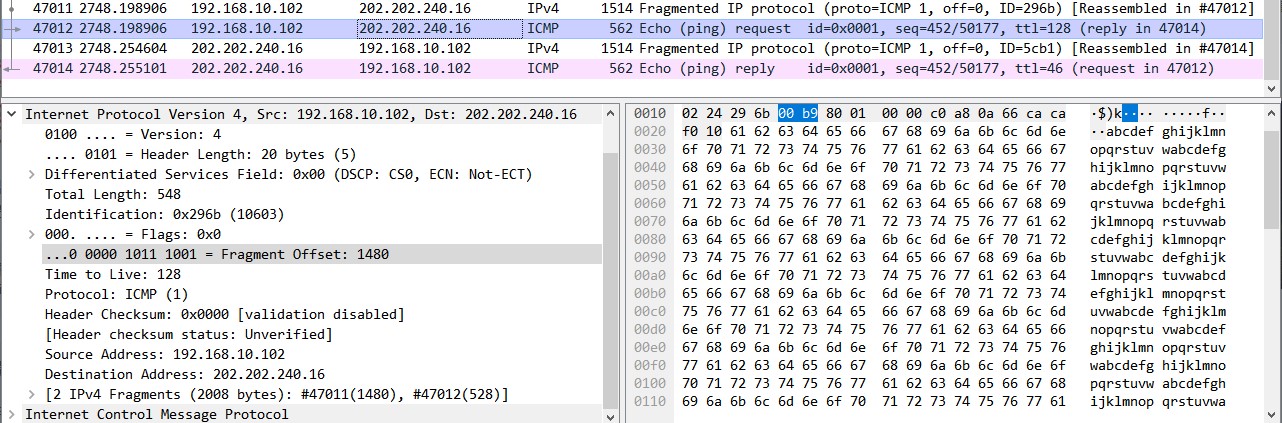 47011 2748.198906 192.168.10.102 202.202.240.16 IPv4 1514 Fragmented IP protocol (proto=ICMP 1, off=0, ID=296b) [Reassembled in #47012]
47012 2748.198906 192.168.10.102 202.202.240.16 ICMP 562 Echo (ping) request id=0x0001, seq=452/50177, ttl=128 (reply in 47014)
47013 2748.254604 202.202.240.16 192.168.10.102 IPv4 1514 Fragmented IP protocol (proto=ICMP 1, off=0, ID=5cb1) [Reassembled in #47014]
47014 2748.255101 202.202.240.16 192.168.10.102 ICMP 562 Echo (ping) reply id=0x0001, seq=452/50177, ttl=46 (request in 47012)
Internet Protocol Version 4, Src: 192.168.10.102, Dst: 202.202.240.16
0100 .... = Version: 4
.... 0101 = Header Length: 20 bytes (5)
Differentiated Services Field: 0x00 (DSCP: CS0, ECN: Not-ECT)
Total Length: 548
Identification: 0x296b (10603)
000. .... = Flags: 0x0
...0 0000 1011 1001 = Fragment Offset: 1480
Time to Live: 128
Protocol: ICMP (1)
Header Checksum: 0x0000 [validation disabled]
[Header checksum status: Unverified]
Source Address: 192.168.10.102
Destination Address: 202.202.240.16
[2 IPv4 Fragments (2008 bytes): #47011(1480), #47012(528)]
Internet Control Message Protocol
0010 02 24 29 6b 00 b9 80 01 00 00 c0 a8 0a 66 ca ca ·$)k···· ·····f··
0020 f0 10 61 62 63 64 65 66 67 68 69 6a 6b 6c 6d 6e ··abcdef ghijklmn
0030 6f 70 71 72 73 74 75 76 77 61 62 63 64 65 66 67 opqrstuv wabcdefg
0040 68 69 6a 6b 6c 6d 6e 6f 70 71 72 73 74 75 76 77 hijklmno pqrstuvw
0050 61 62 63 64 65 66 67 68 69 6a 6b 6c 6d 6e 6f 70 abcdefgh ijklmnop
0060 71 72 73 74 75 76 77 61 62 63 64 65 66 67 68 69 qrstuvwa bcdefghi
0070 6a 6b 6c 6d 6e 6f 70 71 72 73 74 75 76 77 61 62 jklmnopq rstuvwab
0080 63 64 65 66 67 68 69 6a 6b 6c 6d 6e 6f 70 71 72 cdefghij klmnopqr
0090 73 74 75 76 77 61 62 63 64 65 66 67 68 69 6a 6b stuvwabc defghijk
00a0 6c 6d 6e 6f 70 71 72 73 74 75 76 77 61 62 63 64 lmnopqrs tuvwabcd
00b0 65 66 67 68 69 6a 6b 6c 6d 6e 6f 70 71 72 73 74 efghijkl mnopqrst
00c0 75 76 77 61 62 63 64 65 66 67 68 69 6a 6b 6c 6d uvwabcde fghijklm
00d0 6e 6f 70 71 72 73 74 75 76 77 61 62 63 64 65 66 nopqrstu vwabcdef
00e0 67 68 69 6a 6b 6c 6d 6e 6f 70 71 72 73 74 75 76 ghijklmn opqrstuv
00f0 77 61 62 63 64 65 66 67 68 69 6a 6b 6c 6d 6e 6f wabcdefg hijklmno
0100 70 71 72 73 74 75 76 77 61 62 63 64 65 66 67 68 pqrstuvw abcdefgh
0110 69 6a 6b 6c 6d 6e 6f 70 71 72 73 74 75 76 77 61 ijklmnop qrstuvwa